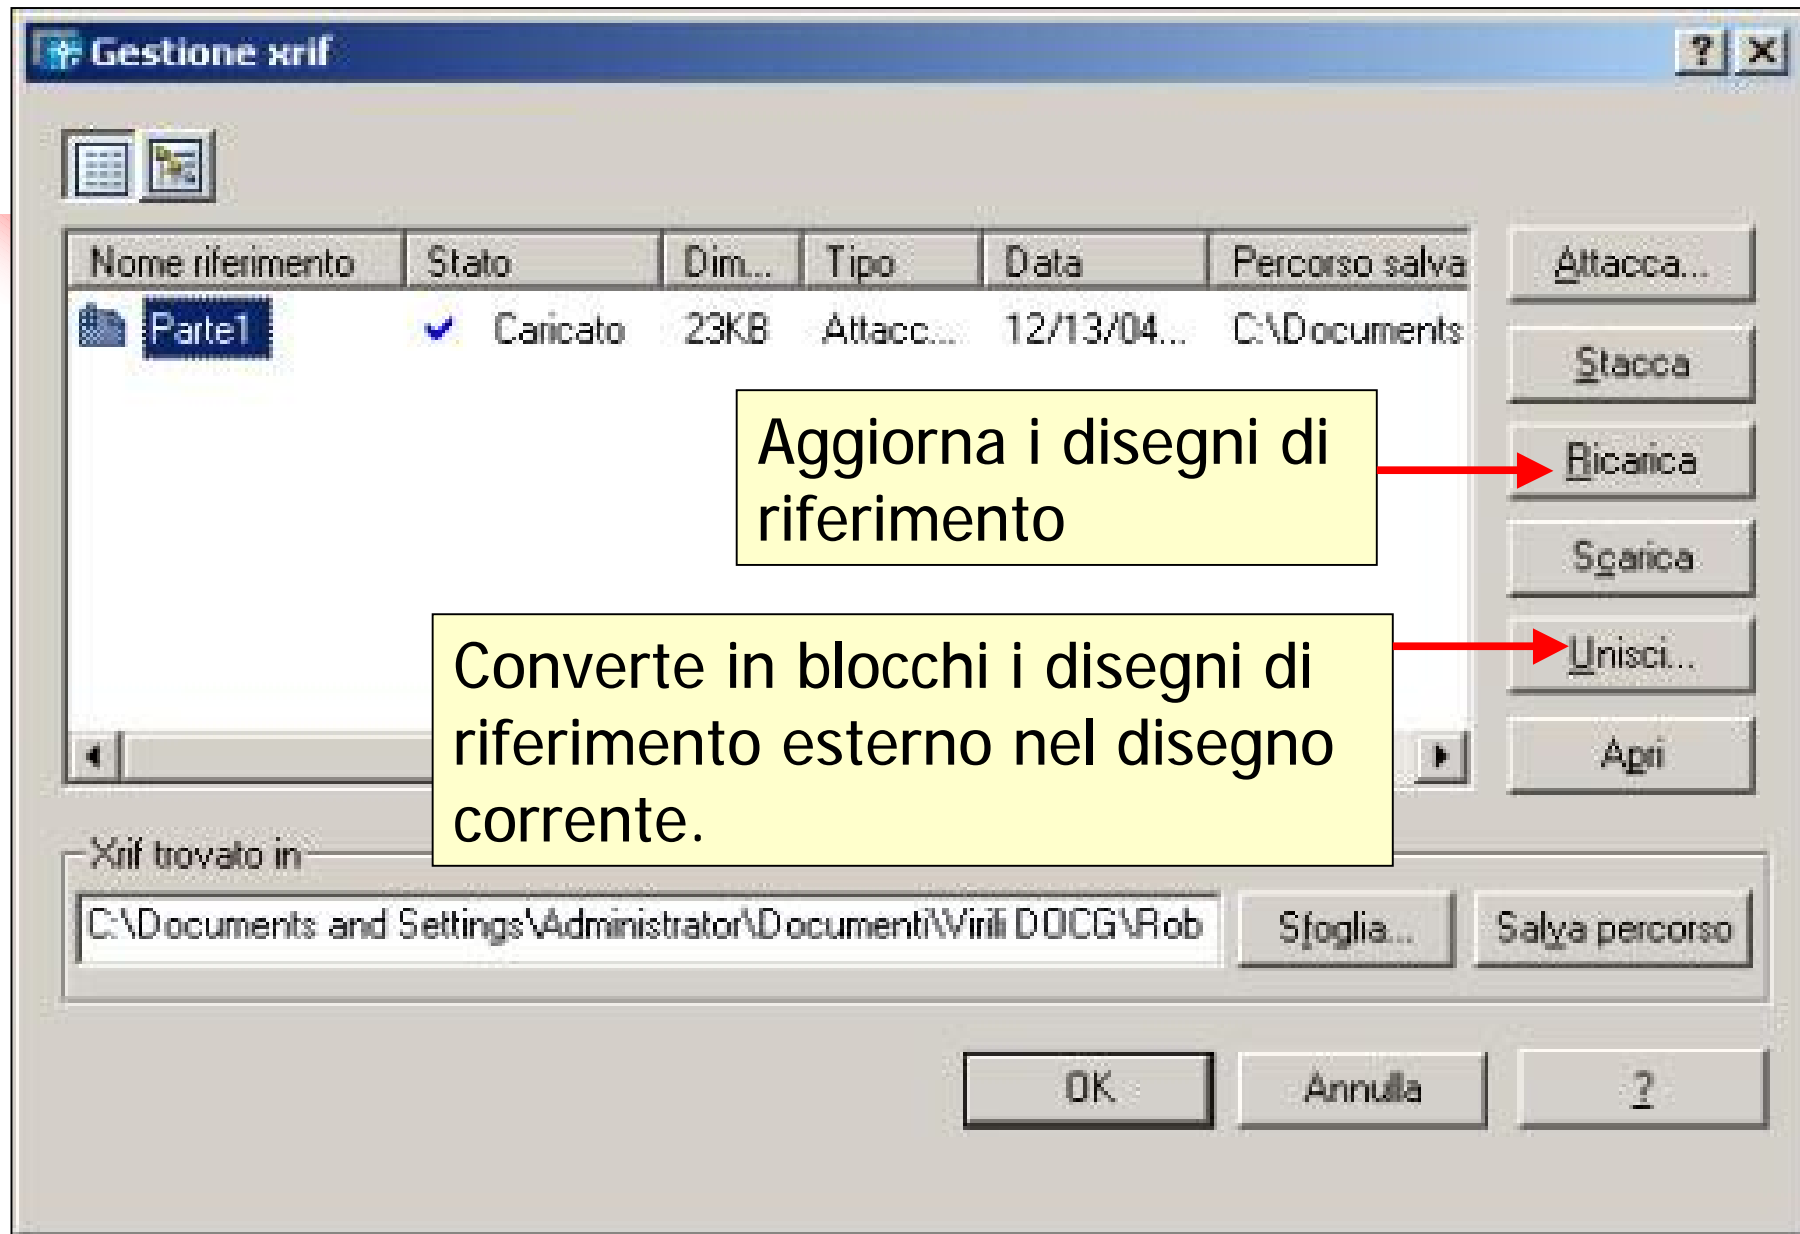 Gestione xrif
Nome riferimento Stato Dim... Tipo Data Percorso salva
Parte1 Caricato 23KB Attacc... 12/13/04... C:\Documents
Attacca...
Stacca
Ricarica
Scarica
Unisci...
Apri
Aggiorna i disegni di
riferimento
Converte in blocchi i disegni di
riferimento esterno nel disegno
corrente.
Xrif trovato in
C:\Documents and Settings\Administrator\Documenti\Virili DOCG\Rob
Sfoglia... Salva percorso
OK Annulla ?